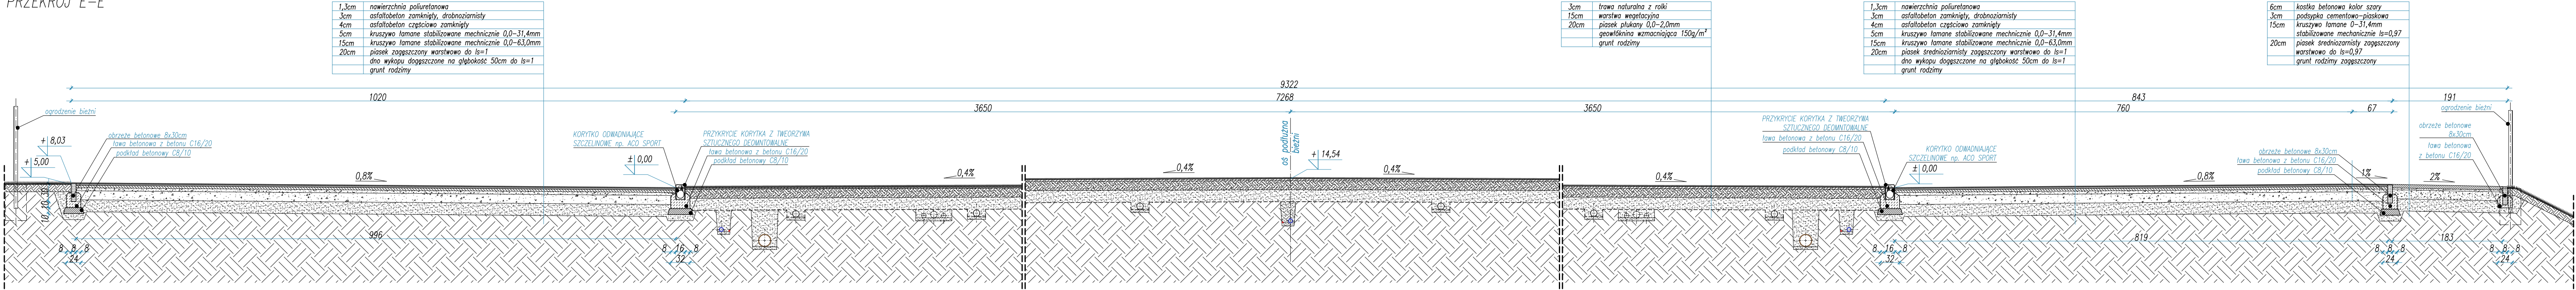 PRZEKRÓJ E-E
1,3cm nawierzchnia poliuretanowa
3cm asfaltobeton zamknięty, drobnoziarnisty
4cm asfaltobeton częściowo zamknięty
5cm kruszywo łamane stabilizowane mechnicznie 0,0-31,4mm
15cm kruszywo łamane stabilizowane mechnicznie 0,0-63,0mm
20cm piasek zagęszczony warstwowo do Is=1
dno wykopu dogęszczone na głębokość 50cm do Is=1
grunt rodzimy
3cm trawa naturalna z rolki
15cm warstwa wegetacyjna
20cm piasek płukany 0,0-2,0mm
geowłóknina wzmacniająca 150g/m²
grunt rodzimy
1,3cm nawierzchnia poliuretanowa
3cm asfaltobeton zamknięty, drobnoziarnisty
4cm asfaltobeton częściowo zamknięty
5cm kruszywo łamane stabilizowane mechnicznie 0,0-31,4mm
15cm kruszywo łamane stabilizowane mechnicznie 0,0-63,0mm
20cm piasek średnioziarnisty zagęszczony warstwowo do Is=1
dno wykopu dogęszczone na głębokość 50cm do Is=1
grunt rodzimy
6cm kostka betonowa kolor szary
3cm podsypka cementowo-piaskowa
15cm kruszywo łamane 0-31,4mm
stabilizowane mechanicznie Is=0,97
20cm piasek średnioziarnisty zagęszczony
warstwowo do Is=0,97
grunt rodzimy zagęszczony
9322
1020 7268 843 191
3650 3650 760 67
ogrodzenie bieżni
+ 8,03
+ 5,00
obrzeże betonowe 8x30cm
ława betonowa z betonu C16/20
podkład betonowy C8/10
KORYTKO ODWADNIAJĄCE
SZCZELINOWE np. ACO SPORT
± 0,00
PRZYKRYCIE KORYTKA Z TWEORZYWA
SZTUCZNEGO DEOMNTOWALNE
ława betonowa z betonu C16/20
podkład betonowy C8/10
oś podłużna
bieżni
+ 14,54
PRZYKRYCIE KORYTKA Z TWEORZYWA
SZTUCZNEGO DEOMNTOWALNE
ława betonowa z betonu C16/20
podkład betonowy C8/10
KORYTKO ODWADNIAJĄCE
SZCZELINOWE np. ACO SPORT
± 0,00
obrzeże betonowe 8x30cm
ława betonowa z betonu C16/20
podkład betonowy C8/10
ogrodzenie bieżni
obrzeże betonowe
8x30cm
ława betonowa
z betonu C16/20
0,8% 0,4% 0,4% 0,4% 0,4% 0,8% 1% 2%
10 10 10
996 819 183
8 8 8 8 16 8 8 16 8 8 8 8 8 8 8
24 32 32 24 24